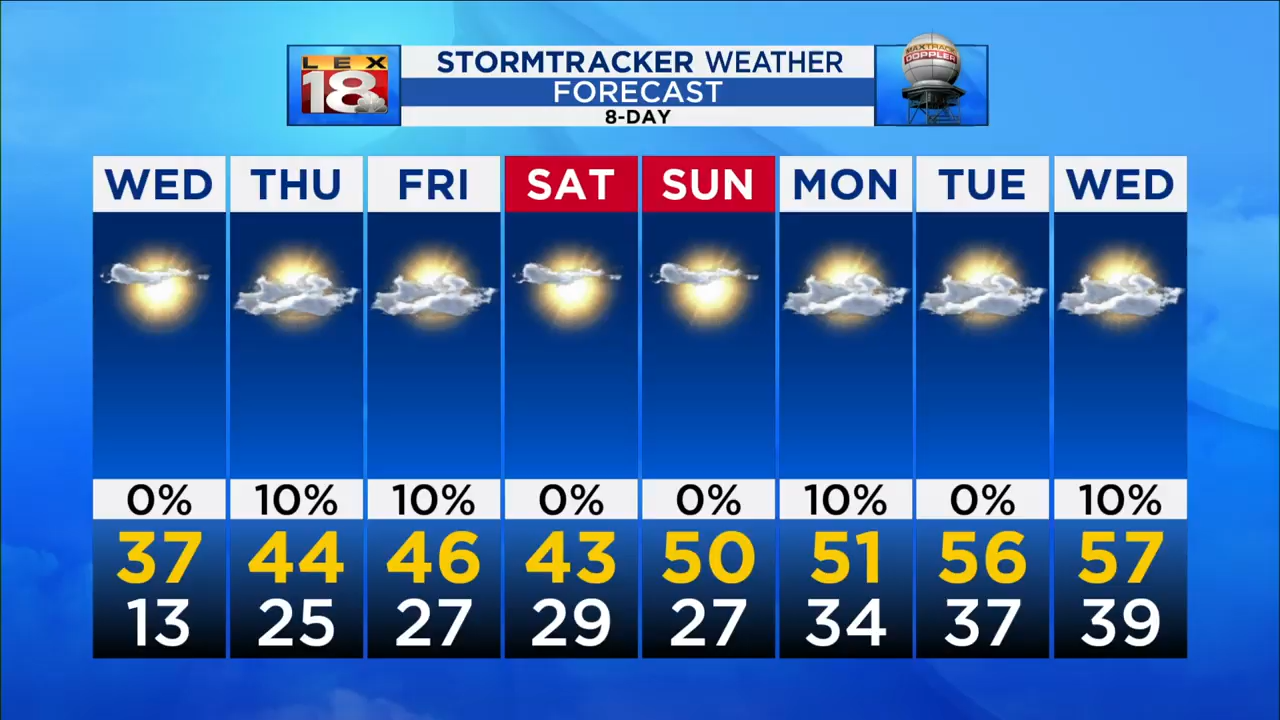 LEX
18
STORMTRACKER WEATHER
FORECAST
8-DAY
MAXTRACK
DOPPLER
WED THU FRI SAT SUN MON TUE WED
0% 10% 10% 0% 0% 10% 0% 10%
37 44 46 43 50 51 56 57
13 25 27 29 27 34 37 39